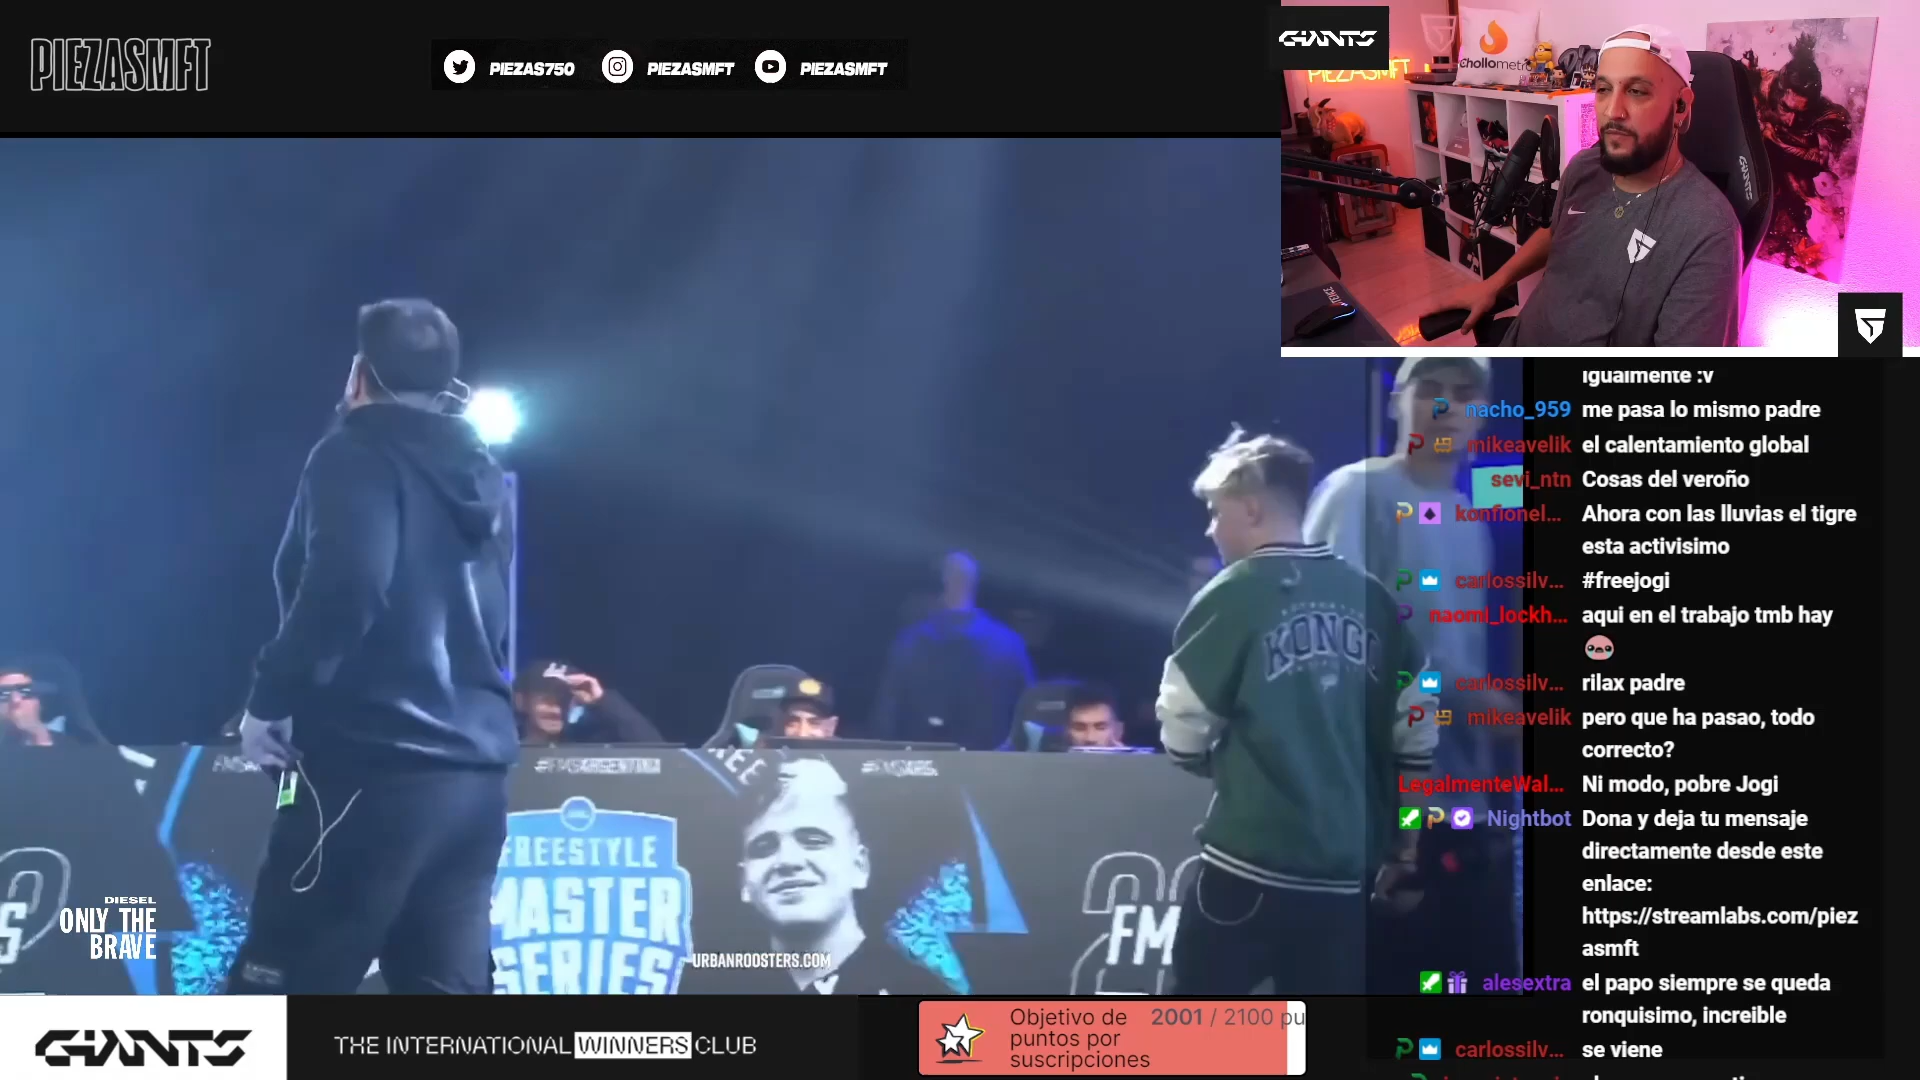 PIEZASMFT
PIEZAS750
PIEZASMFT
PIEZASMFT
GIANTS
PIEZASMFT
Chollometro
igualmente :v
nacho_959 me pasa lo mismo padre
mikeavelik el calentamiento global
sevi_ntn Cosas del veroño
konfionel... Ahora con las lluvias el tigre
esta activisimo
carlossilv... #freejogi
naomi_lockh... aqui en el trabajo tmb hay
carlossilv... rilax padre
mikeavelik pero que ha pasao, todo
correcto?
LegalmenteWal... Ni modo, pobre Jogi
Nightbot Dona y deja tu mensaje
directamente desde este
enlace:
https://streamlabs.com/piez
asmft
alesextra el papo siempre se queda
ronquisimo, increible
carlossilv... se viene
KONGO
#FMSARGENTINA
FREESTYLE
MASTER
SERIES
URBANROOSTERS.COM
FM
DIESEL
ONLY THE
BRAVE
GIANTS
THE INTERNATIONAL WINNERS CLUB
Objetivo de
puntos por
suscripciones
2001 / 2100 pu